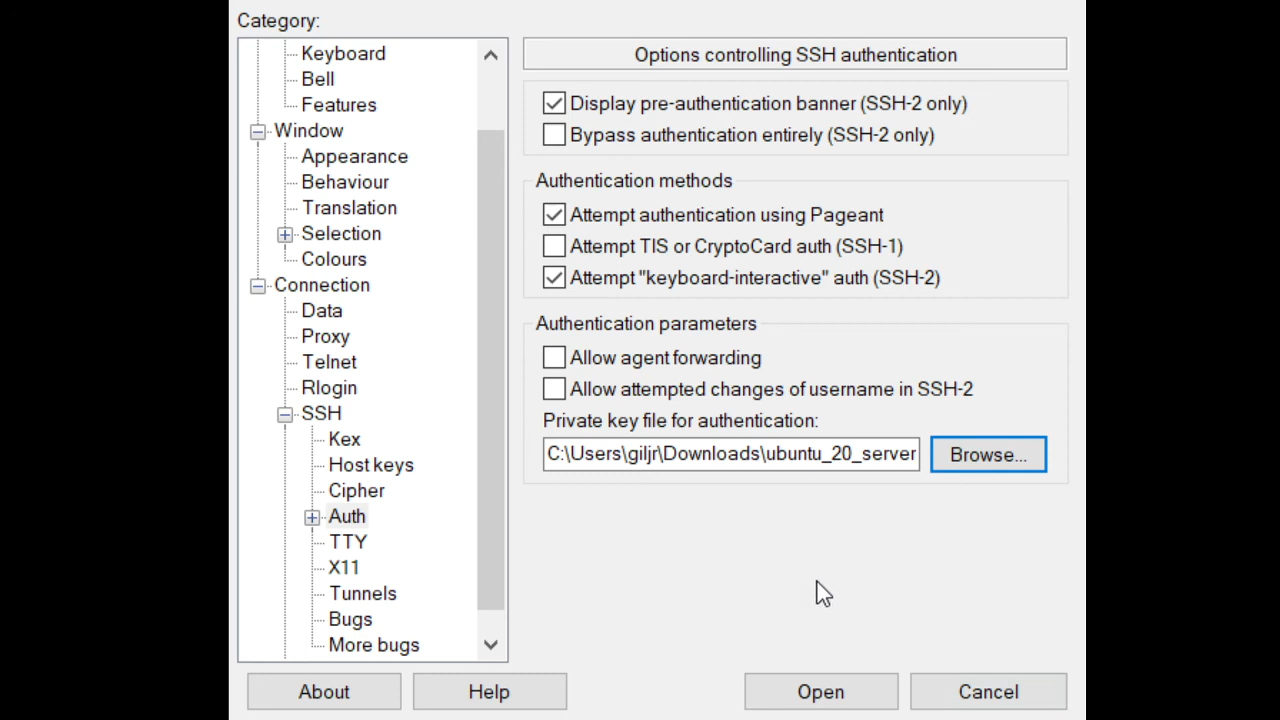 Category:
Keyboard
Bell
Features
Window
Appearance
Behaviour
Translation
Selection
Colours
Connection
Data
Proxy
Telnet
Rlogin
SSH
Kex
Host keys
Cipher
Auth
TTY
X11
Tunnels
Bugs
More bugs
Options controlling SSH authentication
Display pre-authentication banner (SSH-2 only)
Bypass authentication entirely (SSH-2 only)
Authentication methods
Attempt authentication using Pageant
Attempt TIS or CryptoCard auth (SSH-1)
Attempt "keyboard-interactive" auth (SSH-2)
Authentication parameters
Allow agent forwarding
Allow attempted changes of username in SSH-2
Private key file for authentication:
C:\Users\giljr\Downloads\ubuntu_20_server Browse...
About Help Open Cancel